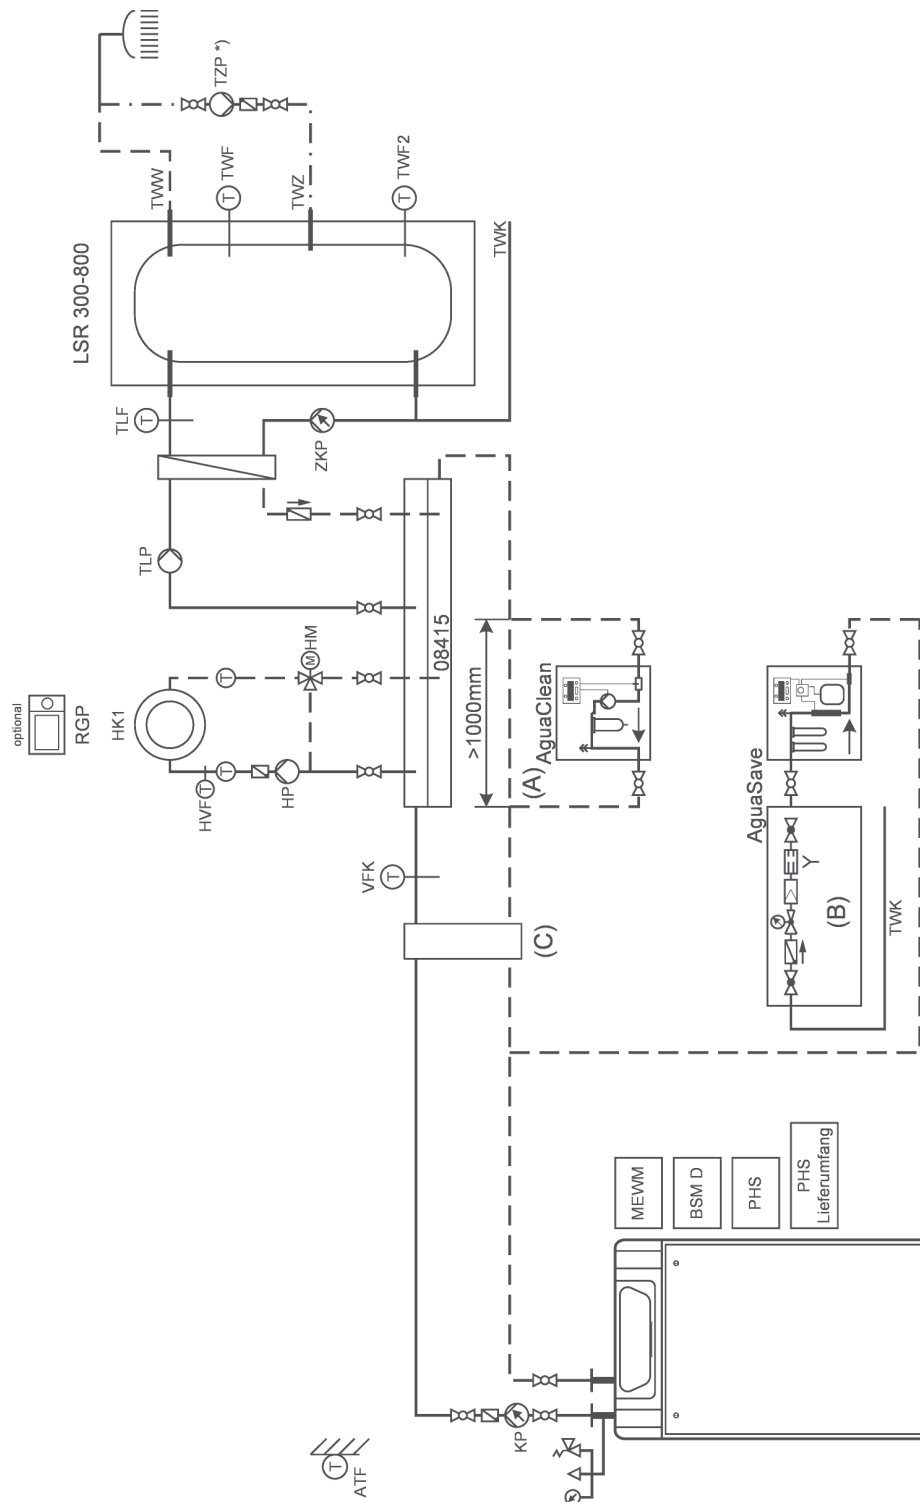 TZP *)
TWW
TWF
TWZ
TWF2
TWK
LSR 300-800
T
T
TLF
T
ZKP
TLP
optional
RGP
HK1
T
M
HM
HVF
T
T
HP
08415
>1000mm
(A)
AguaClean
VFK
T
(C)
AguaSave
Y
(B)
TWK
MEWM
BSM D
PHS
PHS
Lieferumfang
KP
T
ATF